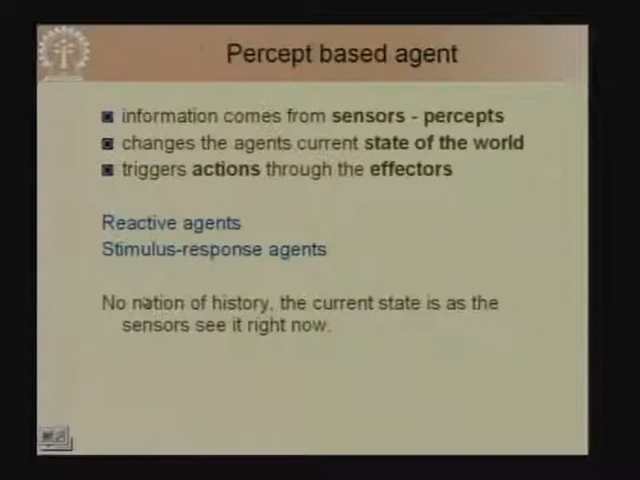 Percept based agent
information comes from sensors - percepts
changes the agents current state of the world
triggers actions through the effectors
Reactive agents
Stimulus-response agents
No notion of history, the current state is as the
sensors see it right now.